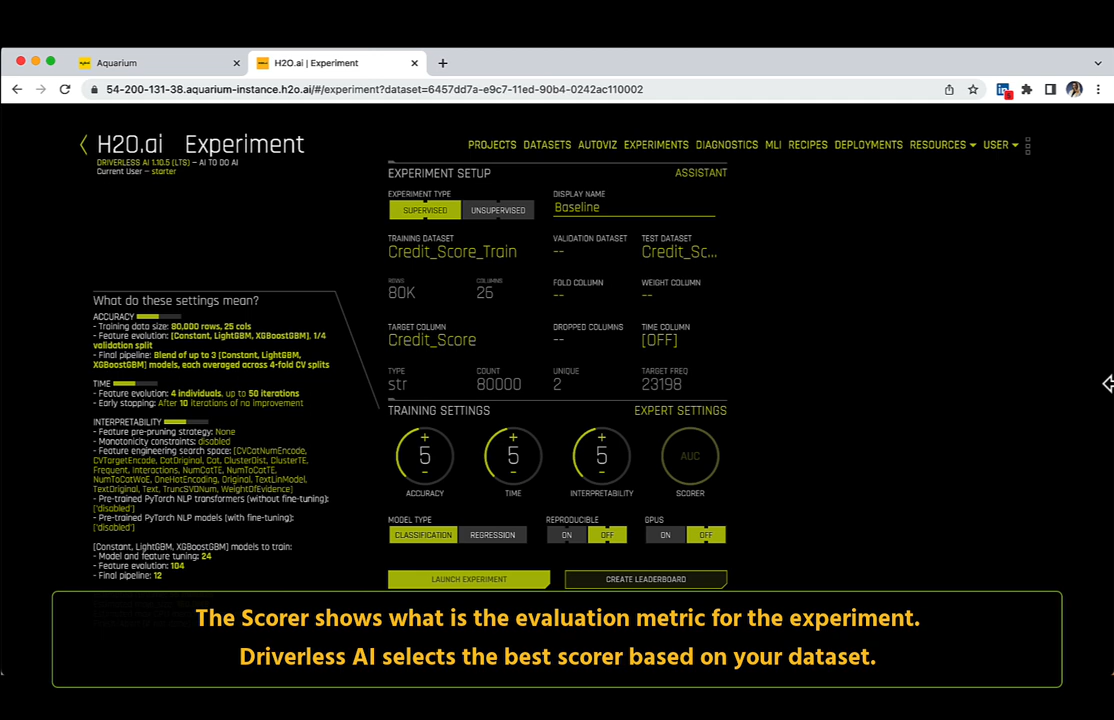 Aquarium
H2O.ai | Experiment
54-200-131-38.aquarium-instance.h2o.ai/#/experiment?dataset=6457dd7a-e9c7-11ed-90b4-0242ac110002
H2O.ai Experiment
DRIVERLESS AI 1.10.5 (LTS) – AI TO DO AI
Current User – starter
PROJECTS DATASETS AUTOVIZ EXPERIMENTS DIAGNOSTICS MLI RECIPES DEPLOYMENTS RESOURCES USER
EXPERIMENT SETUP ASSISTANT
EXPERIMENT TYPE DISPLAY NAME
SUPERVISED UNSUPERVISED Baseline
TRAINING DATASET VALIDATION DATASET TEST DATASET
Credit_Score_Train -- Credit_Sc...
ROWS COLUMNS FOLD COLUMN WEIGHT COLUMN
80K 26 -- --
TARGET COLUMN DROPPED COLUMNS TIME COLUMN
Credit_Score -- [OFF]
TYPE COUNT UNIQUE TARGET FREQ
str 80000 2 23198
What do these settings mean?
ACCURACY
- Training data size: 80,000 rows, 25 cols
- Feature evolution: [Constant, LightGBM, XGBoostGBM], 1/4
validation split
- Final pipeline: Blend of up to 3 [Constant, LightGBM,
XGBoostGBM] models, each averaged across 4-fold CV splits
TIME
- Feature evolution: 4 individuals, up to 50 iterations
- Early stopping: After 10 iterations of no improvement
INTERPRETABILITY
- Feature pre-pruning strategy: None
- Monotonicity constraints: disabled
- Feature engineering search space: [CVCatNumEncode,
CVTargetEncode, CatOriginal, Cat, ClusterDist, ClusterTE,
Frequent, Interactions, NumCatTE, NumToCatTE,
NumToCatWoE, OneHotEncoding, Original, TextLinModel,
TextOriginal, Text, TruncSVDNum, WeightOfEvidence]
- Pre-trained PyTorch NLP transformers (without fine-tuning):
['disabled']
- Pre-trained PyTorch NLP models (with fine-tuning):
['disabled']
[Constant, LightGBM, XGBoostGBM] models to train:
- Model and feature tuning: 24
- Feature evolution: 104
- Final pipeline: 12
TRAINING SETTINGS EXPERT SETTINGS
+ + +
5 5 5 AUC
- - -
ACCURACY TIME INTERPRETABILITY SCORER
MODEL TYPE REPRODUCIBLE GPUS
CLASSIFICATION REGRESSION ON OFF ON OFF
LAUNCH EXPERIMENT CREATE LEADERBOARD
The Scorer shows what is the evaluation metric for the experiment.
Driverless AI selects the best scorer based on your dataset.